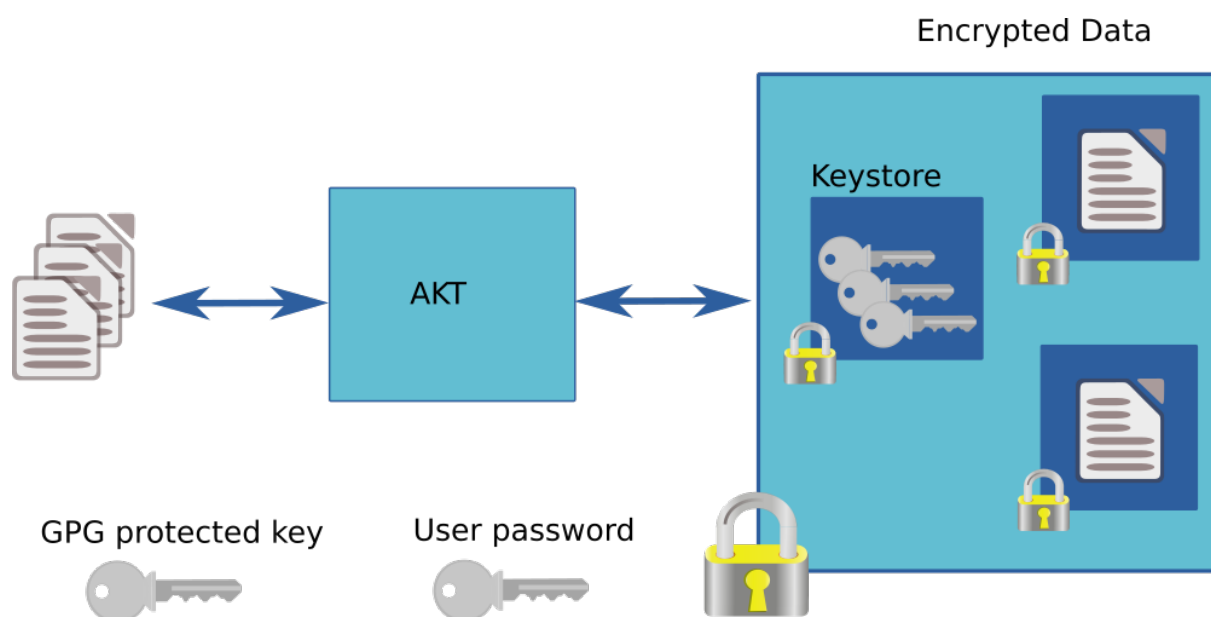 Encrypted Data
Keystore
AKT
GPG protected key
User password